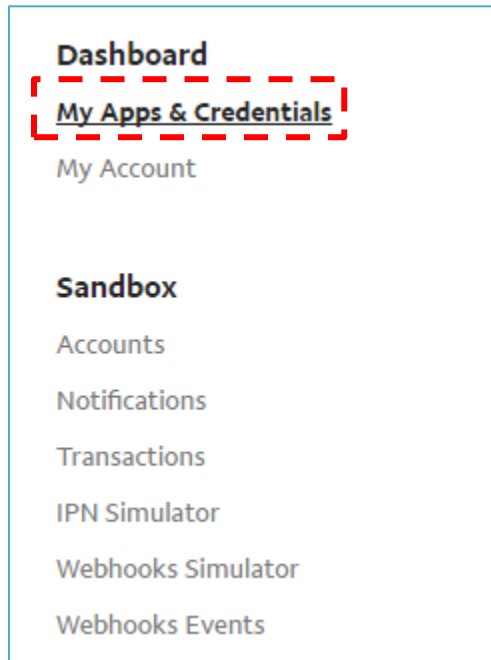 Dashboard
My Apps & Credentials
My Account
Sandbox
Accounts
Notifications
Transactions
IPN Simulator
Webhooks Simulator
Webhooks Events